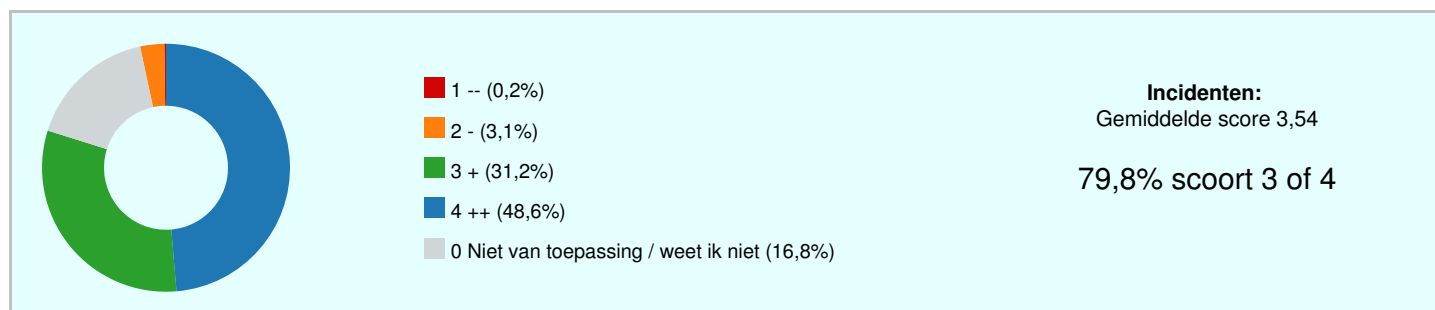 1 -- (0,2%)
2 - (3,1%)
3 + (31,2%)
4 ++ (48,6%)
0 Niet van toepassing / weet ik niet (16,8%)
Incidenten:
Gemiddelde score 3,54
79,8% scoort 3 of 4